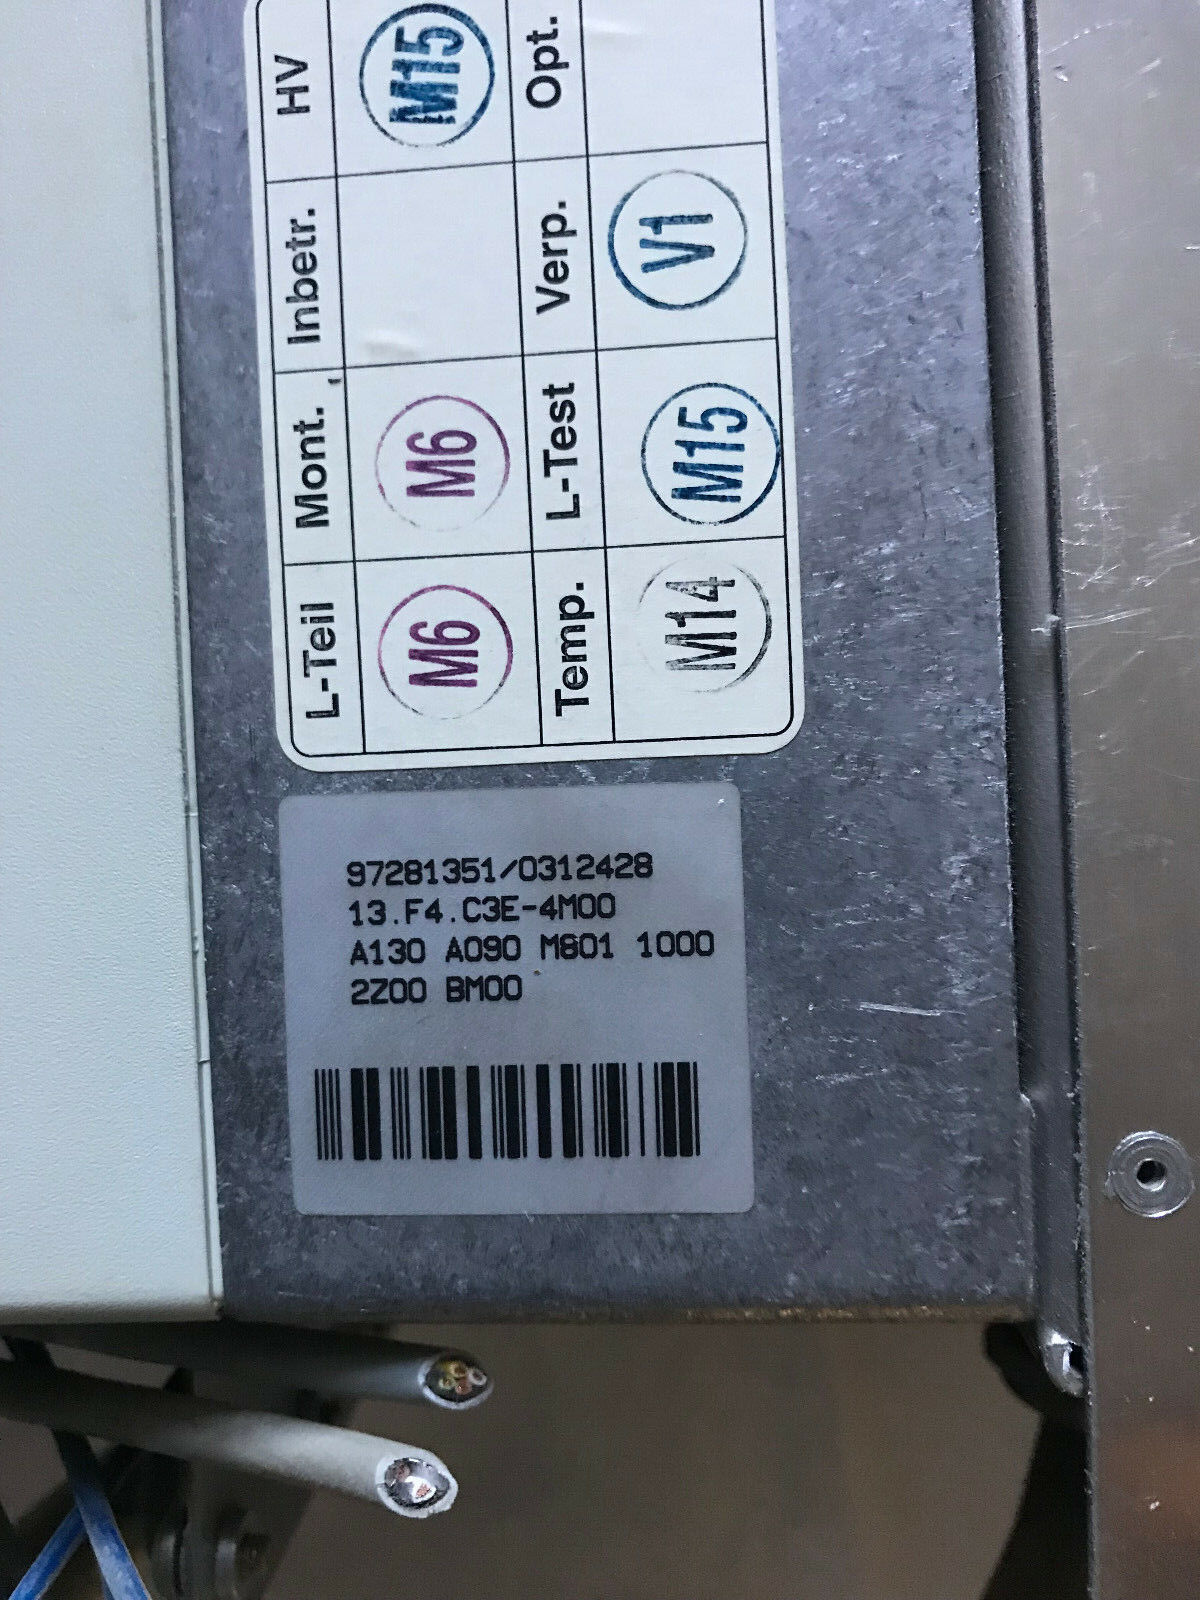 L-Teil Mont. Inbetr. HV
M6 M6 M15
Temp. L-Test Verp. Opt.
M14 M15 V1
97281351/0312428
13.F4.C3E-4M00
A130 A090 M801 1000
2Z00 BM00